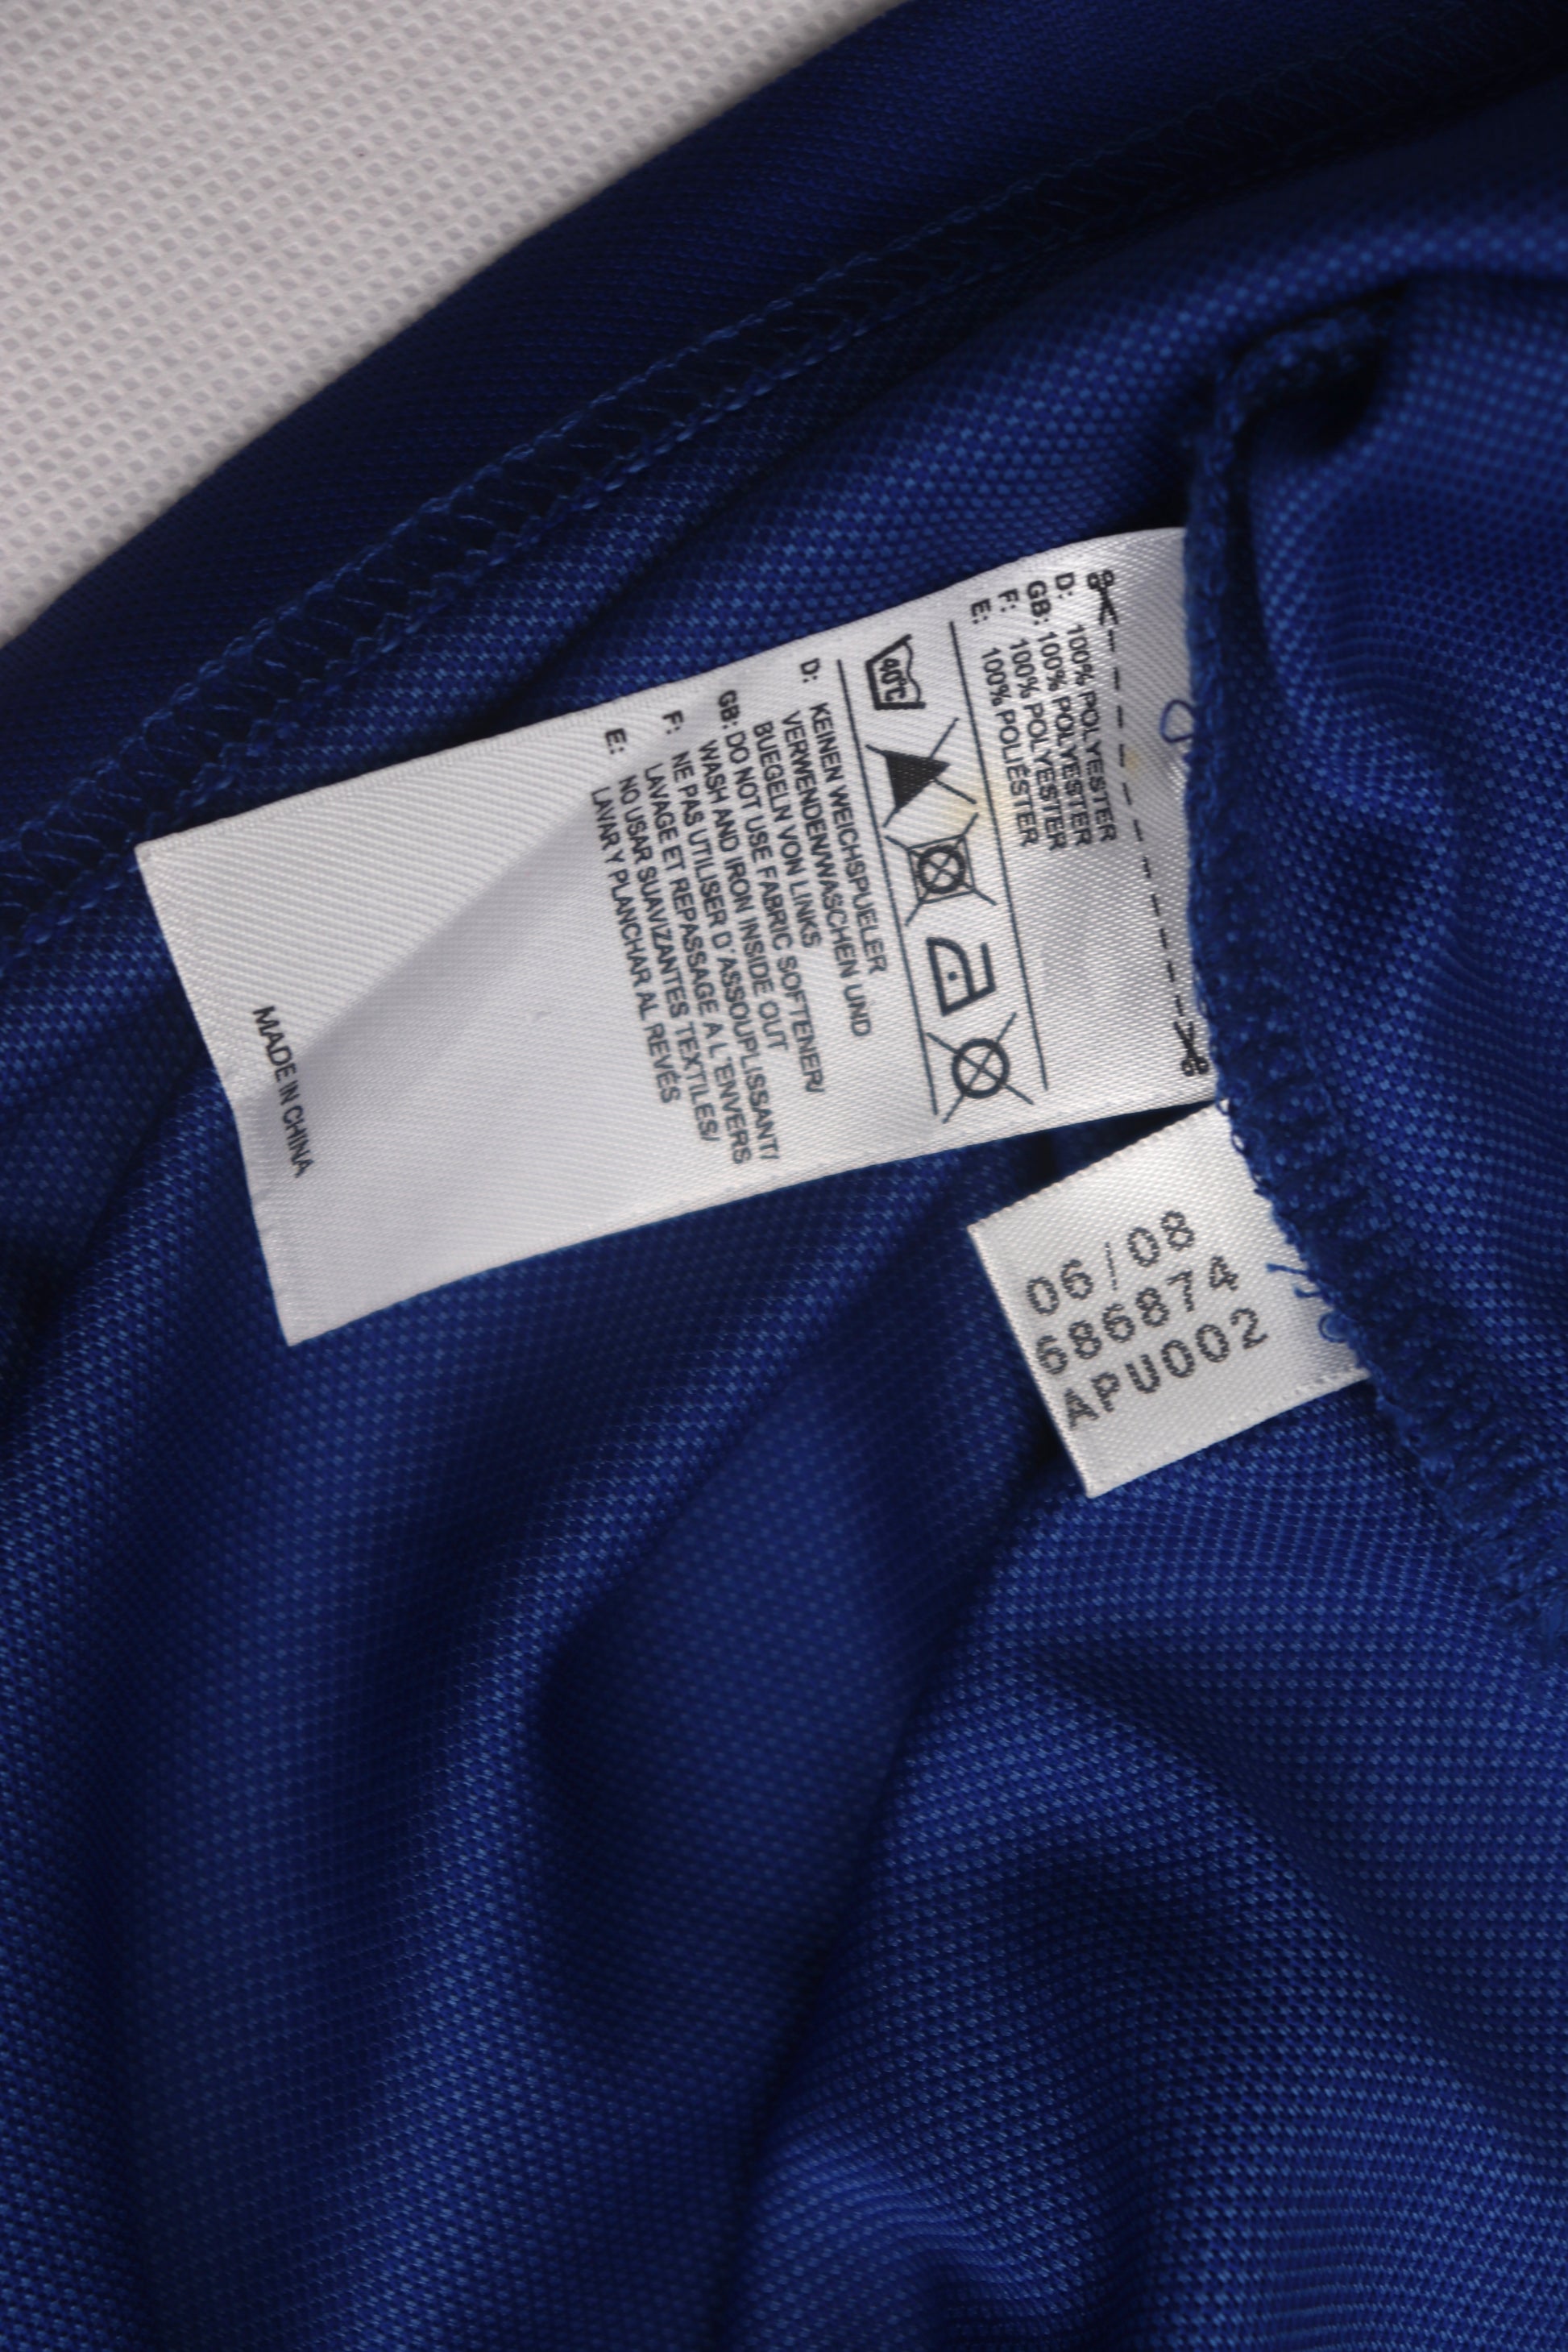 D: 100% POLYESTER
GB: 100% POLYESTER
F: 100% POLYESTER
E: 100% POLIÉSTER
40°C
D: KEINEN WEICHSPUELER
VERWENDEN/WASCHEN UND
BUEGELN VON LINKS
GB: DO NOT USE FABRIC SOFTENER/
WASH AND IRON INSIDE OUT
F: NE PAS UTILISER D'ASSOUPLISSANT/
LAVAGE ET REPASSAGE A L'ENVERS
E: NO USAR SUAVIZANTES TEXTILES/
LAVAR Y PLANCHAR AL REVÉS
MADE IN CHINA
06/08
686874
APU002